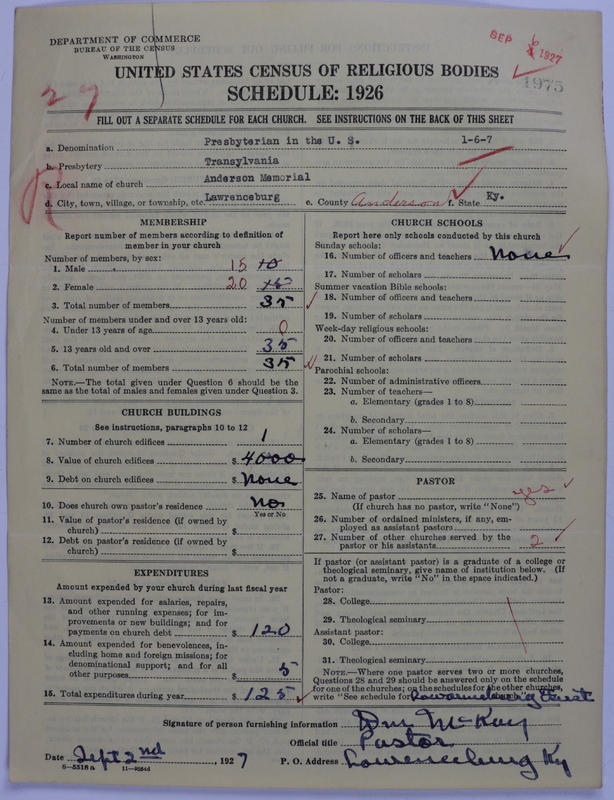 DEPARTMENT OF COMMERCE
BUREAU OF THE CENSUS
WASHINGTON
SEP 6 1927
1975
29
UNITED STATES CENSUS OF RELIGIOUS BODIES
SCHEDULE: 1926
FILL OUT A SEPARATE SCHEDULE FOR EACH CHURCH. SEE INSTRUCTIONS ON THE BACK OF THIS SHEET
a. Denomination Presbyterian in the U. S. 1-6-7
b. Presbytery Transylvania
c. Local name of church Anderson Memorial
d. City, town, village, or township, etc. Lawrenceburg e. County Anderson f. State Ky.
MEMBERSHIP
Report number of members according to definition of
member in your church
Number of members, by sex:
1. Male 15
2. Female 20
3. Total number of members 35
Number of members under and over 13 years old:
4. Under 13 years of age 0
5. 13 years old and over 35
6. Total number of members 35
NOTE.—The total given under Question 6 should be the
same as the total of males and females given under Question 3.
CHURCH BUILDINGS
See instructions, paragraphs 10 to 12
7. Number of church edifices 1
8. Value of church edifices $ 4000
9. Debt on church edifices $ None
10. Does church own pastor's residence No
Yes or No
11. Value of pastor's residence (if owned by
church) $
12. Debt on pastor's residence (if owned by
church) $
EXPENDITURES
Amount expended by your church during last fiscal year
13. Amount expended for salaries, repairs,
and other running expenses; for im-
provements or new buildings; and for
payments on church debt $ 120
14. Amount expended for benevolences, in-
cluding home and foreign missions; for
denominational support; and for all
other purposes $ 5
15. Total expenditures during year $ 125
CHURCH SCHOOLS
Report here only schools conducted by this church
Sunday schools:
16. Number of officers and teachers None
17. Number of scholars
Summer vacation Bible schools:
18. Number of officers and teachers
19. Number of scholars
Week-day religious schools:
20. Number of officers and teachers
21. Number of scholars
Parochial schools:
22. Number of administrative officers
23. Number of teachers—
a. Elementary (grades 1 to 8)
b. Secondary
24. Number of scholars—
a. Elementary (grades 1 to 8)
b. Secondary
PASTOR
25. Name of pastor yes
(If church has no pastor, write "None")
26. Number of ordained ministers, if any, em-
ployed as assistant pastors
27. Number of other churches served by the
pastor or his assistants 2
If pastor (or assistant pastor) is a graduate of a college or
theological seminary, give name of institution below. (If
not a graduate, write "No" in the space indicated.)
Pastor:
28. College
29. Theological seminary
Assistant pastor:
30. College
31. Theological seminary
NOTE.—Where one pastor serves two or more churches,
Questions 28 and 29 should be answered only on the schedule
for one of the churches; on the schedules for the other churches,
write "See schedule for
Signature of person furnishing information McKay
Official title Pastor
Date Sept 2nd, 1927 P. O. Address Lawrenceburg Ky
8—5518 a 11—9594d